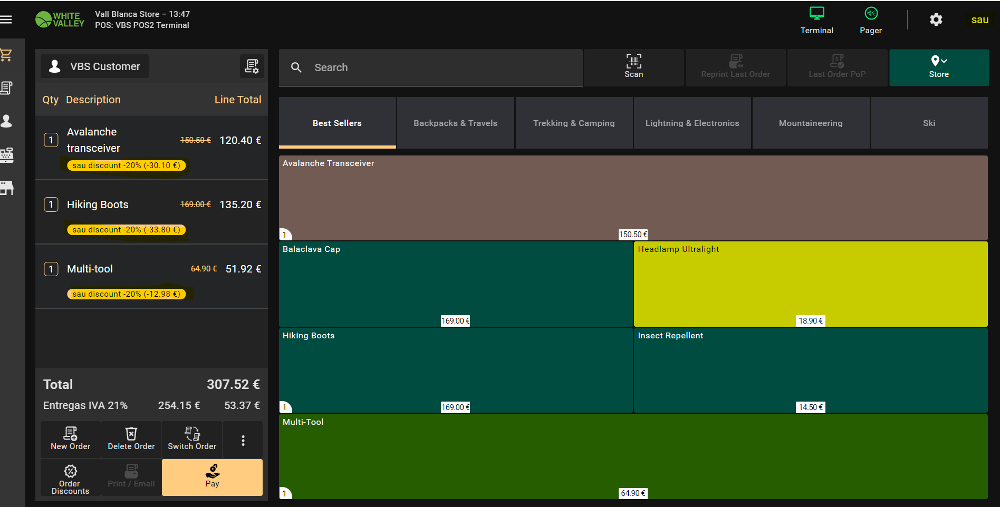 WHITE
VALLEY
Vall Blanca Store – 13:47
POS: VBS POS2 Terminal
Terminal
Pager
sau
VBS Customer
Qty Description Line Total
1 Avalanche transceiver 150.50 € 120.40 €
sau discount -20% (-30.10 €)
1 Hiking Boots 169.00 € 135.20 €
sau discount -20% (-33.80 €)
1 Multi-tool 64.90 € 51.92 €
sau discount -20% (-12.98 €)
Total 307.52 €
Entregas IVA 21% 254.15 € 53.37 €
New Order
Delete Order
Switch Order
Order
Discounts
Print / Email
Pay
Search
Scan
Reprint Last Order
Last Order PoP
Store
Best Sellers
Backpacks & Travels
Trekking & Camping
Lightning & Electronics
Mountaineering
Ski
Avalanche Transceiver
1
150.50 €
Balaclava Cap
169.00 €
Headlamp Ultralight
18.90 €
Hiking Boots
1
169.00 €
Insect Repellent
14.50 €
Multi-Tool
1
64.90 €